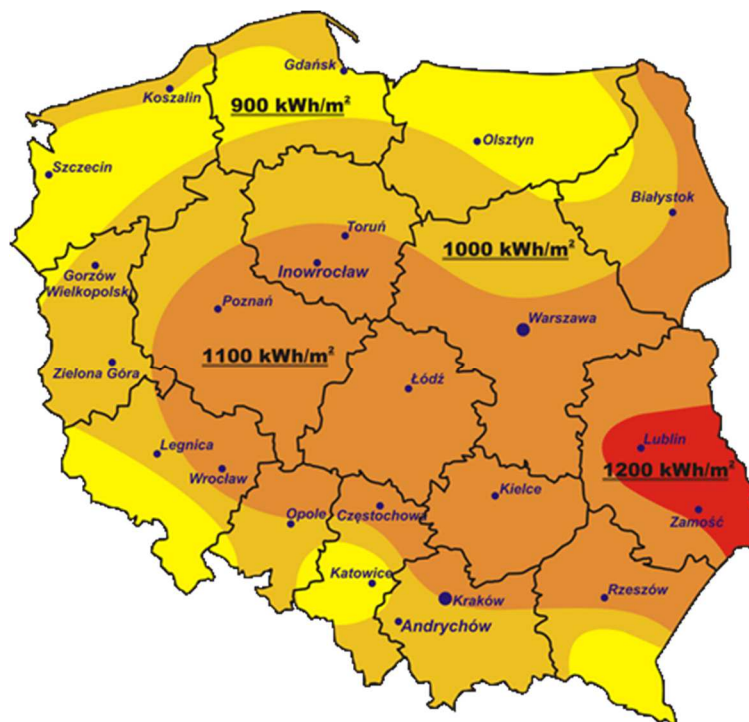 Gdańsk
Koszalin
900 kWh/m²
Olsztyn
Szczecin
Białystok
Toruń
1000 kWh/m²
Inowrocław
Gorzów
Wielkopolski
Poznań
Warszawa
1100 kWh/m²
Zielona Góra
Łódź
Lublin
Legnica
1200 kWh/m²
Wrocław
Kielce
Opole
Częstochowa
Zamość
Katowice
Kraków
Rzeszów
Andrychów